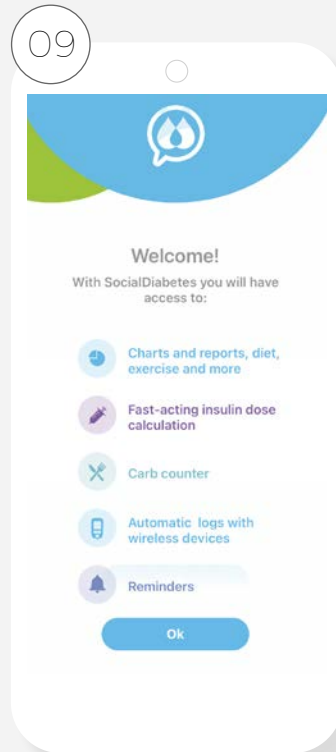 09
Welcome!
With SocialDiabetes you will have
access to:
Charts and reports, diet,
exercise and more
Fast-acting insulin dose
calculation
Carb counter
Automatic logs with
wireless devices
Reminders
Ok